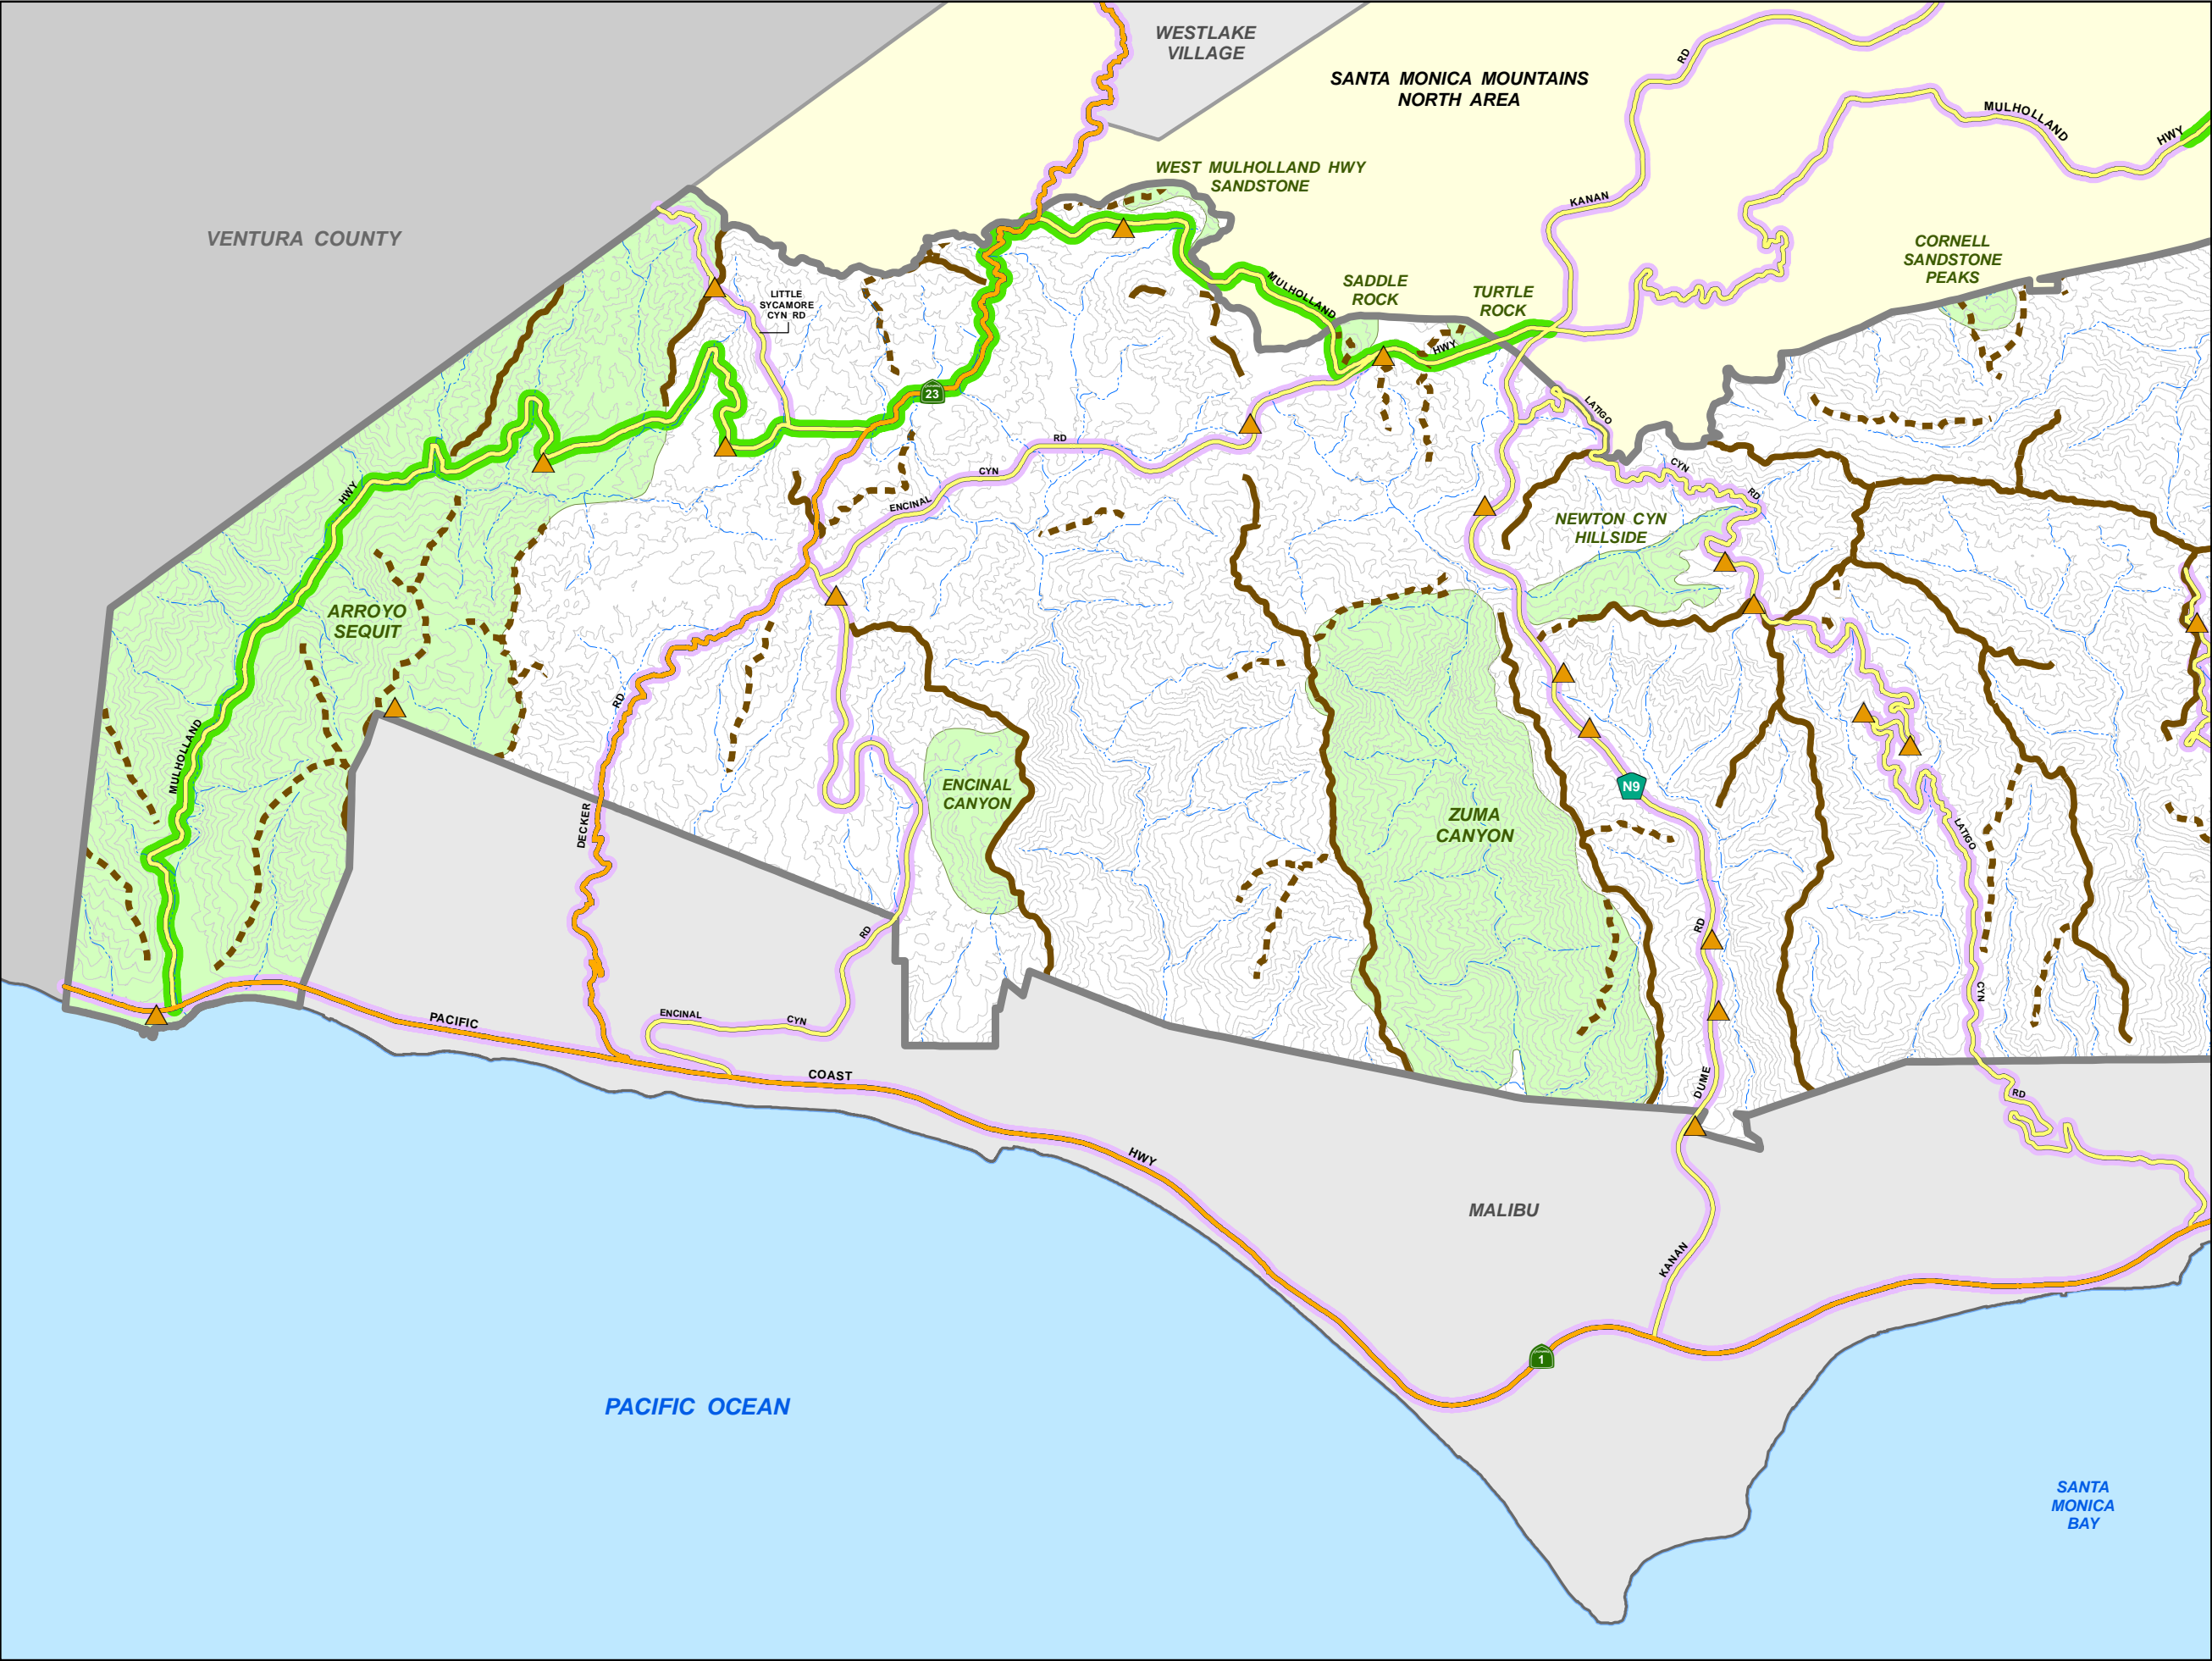 WESTLAKE
VILLAGE
SANTA MONICA MOUNTAINS
NORTH AREA
RD
MULHOLLAND
HWY
WEST MULHOLLAND HWY
SANDSTONE
KANAN
VENTURA COUNTY
CORNELL
SANDSTONE
PEAKS
SADDLE
ROCK
TURTLE
ROCK
LITTLE
SYCAMORE
CYN RD
MULHOLLAND
HWY
23
LATIGO
CYN
RD
RD
CYN
ENCINAL
HWY
NEWTON CYN
HILLSIDE
ARROYO
SEQUIT
MULHOLLAND
RD
DECKER
ENCINAL
CANYON
N9
ZUMA
CANYON
LATIGO
RD
RD
CYN
ENCINAL
CYN
PACIFIC
COAST
DUME
RD
HWY
MALIBU
KANAN
1
PACIFIC OCEAN
SANTA
MONICA
BAY